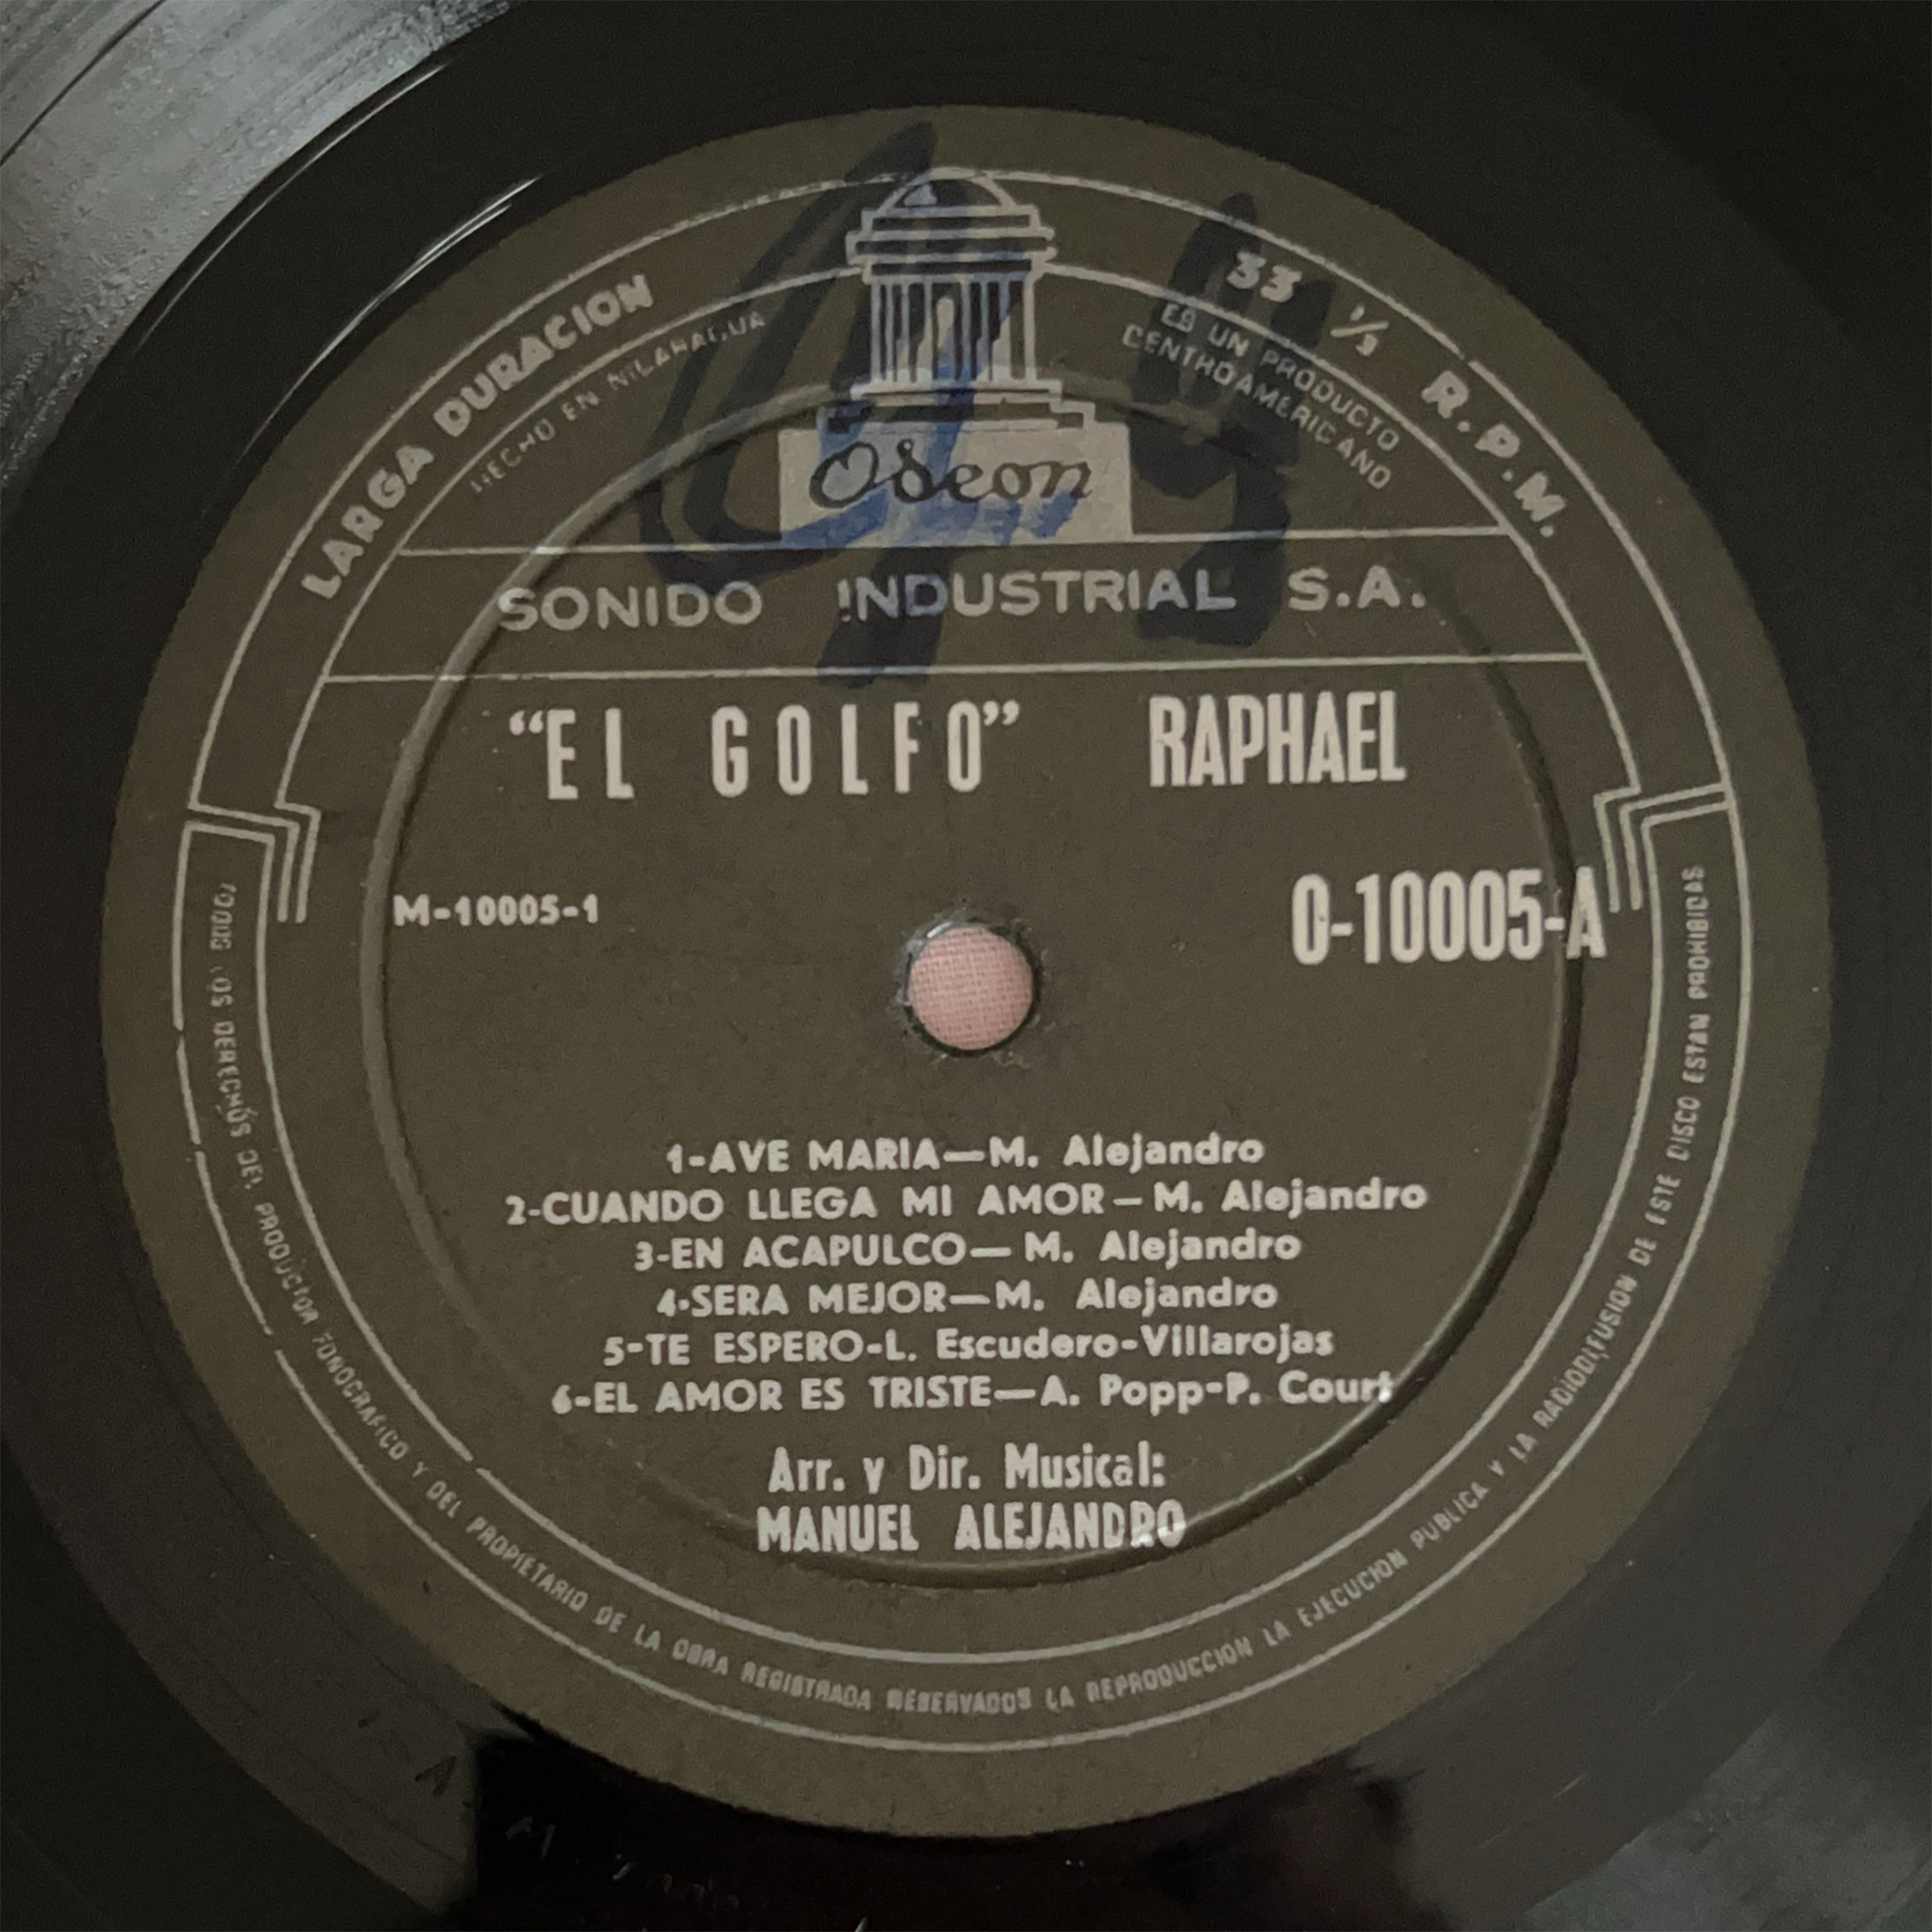 LARGA DURACION
33 ⅓ R.P.M.
HECHO EN NICARAGUA
ES UN PRODUCTO
CENTROAMERICANO
Odeon
SONIDO INDUSTRIAL S.A.
“EL GOLFO” RAPHAEL
M-10005-1
0-10005-A
1-AVE MARIA—M. Alejandro
2-CUANDO LLEGA MI AMOR—M. Alejandro
3-EN ACAPULCO—M. Alejandro
4-SERA MEJOR—M. Alejandro
5-TE ESPERO-L. Escudero-Villarojas
6-EL AMOR ES TRISTE—A. Popp-P. Court
Arr. y Dir. Musical:
MANUEL ALEJANDRO
TODOS LOS DERECHOS DEL PRODUCTOR FONOGRAFICO Y DEL PROPIETARIO DE LA OBRA REGISTRADA RESERVADOS LA REPRODUCCION LA EJECUCION PUBLICA Y LA RADIODIFUSION DE ESTE DISCO ESTAN PROHIBIDAS